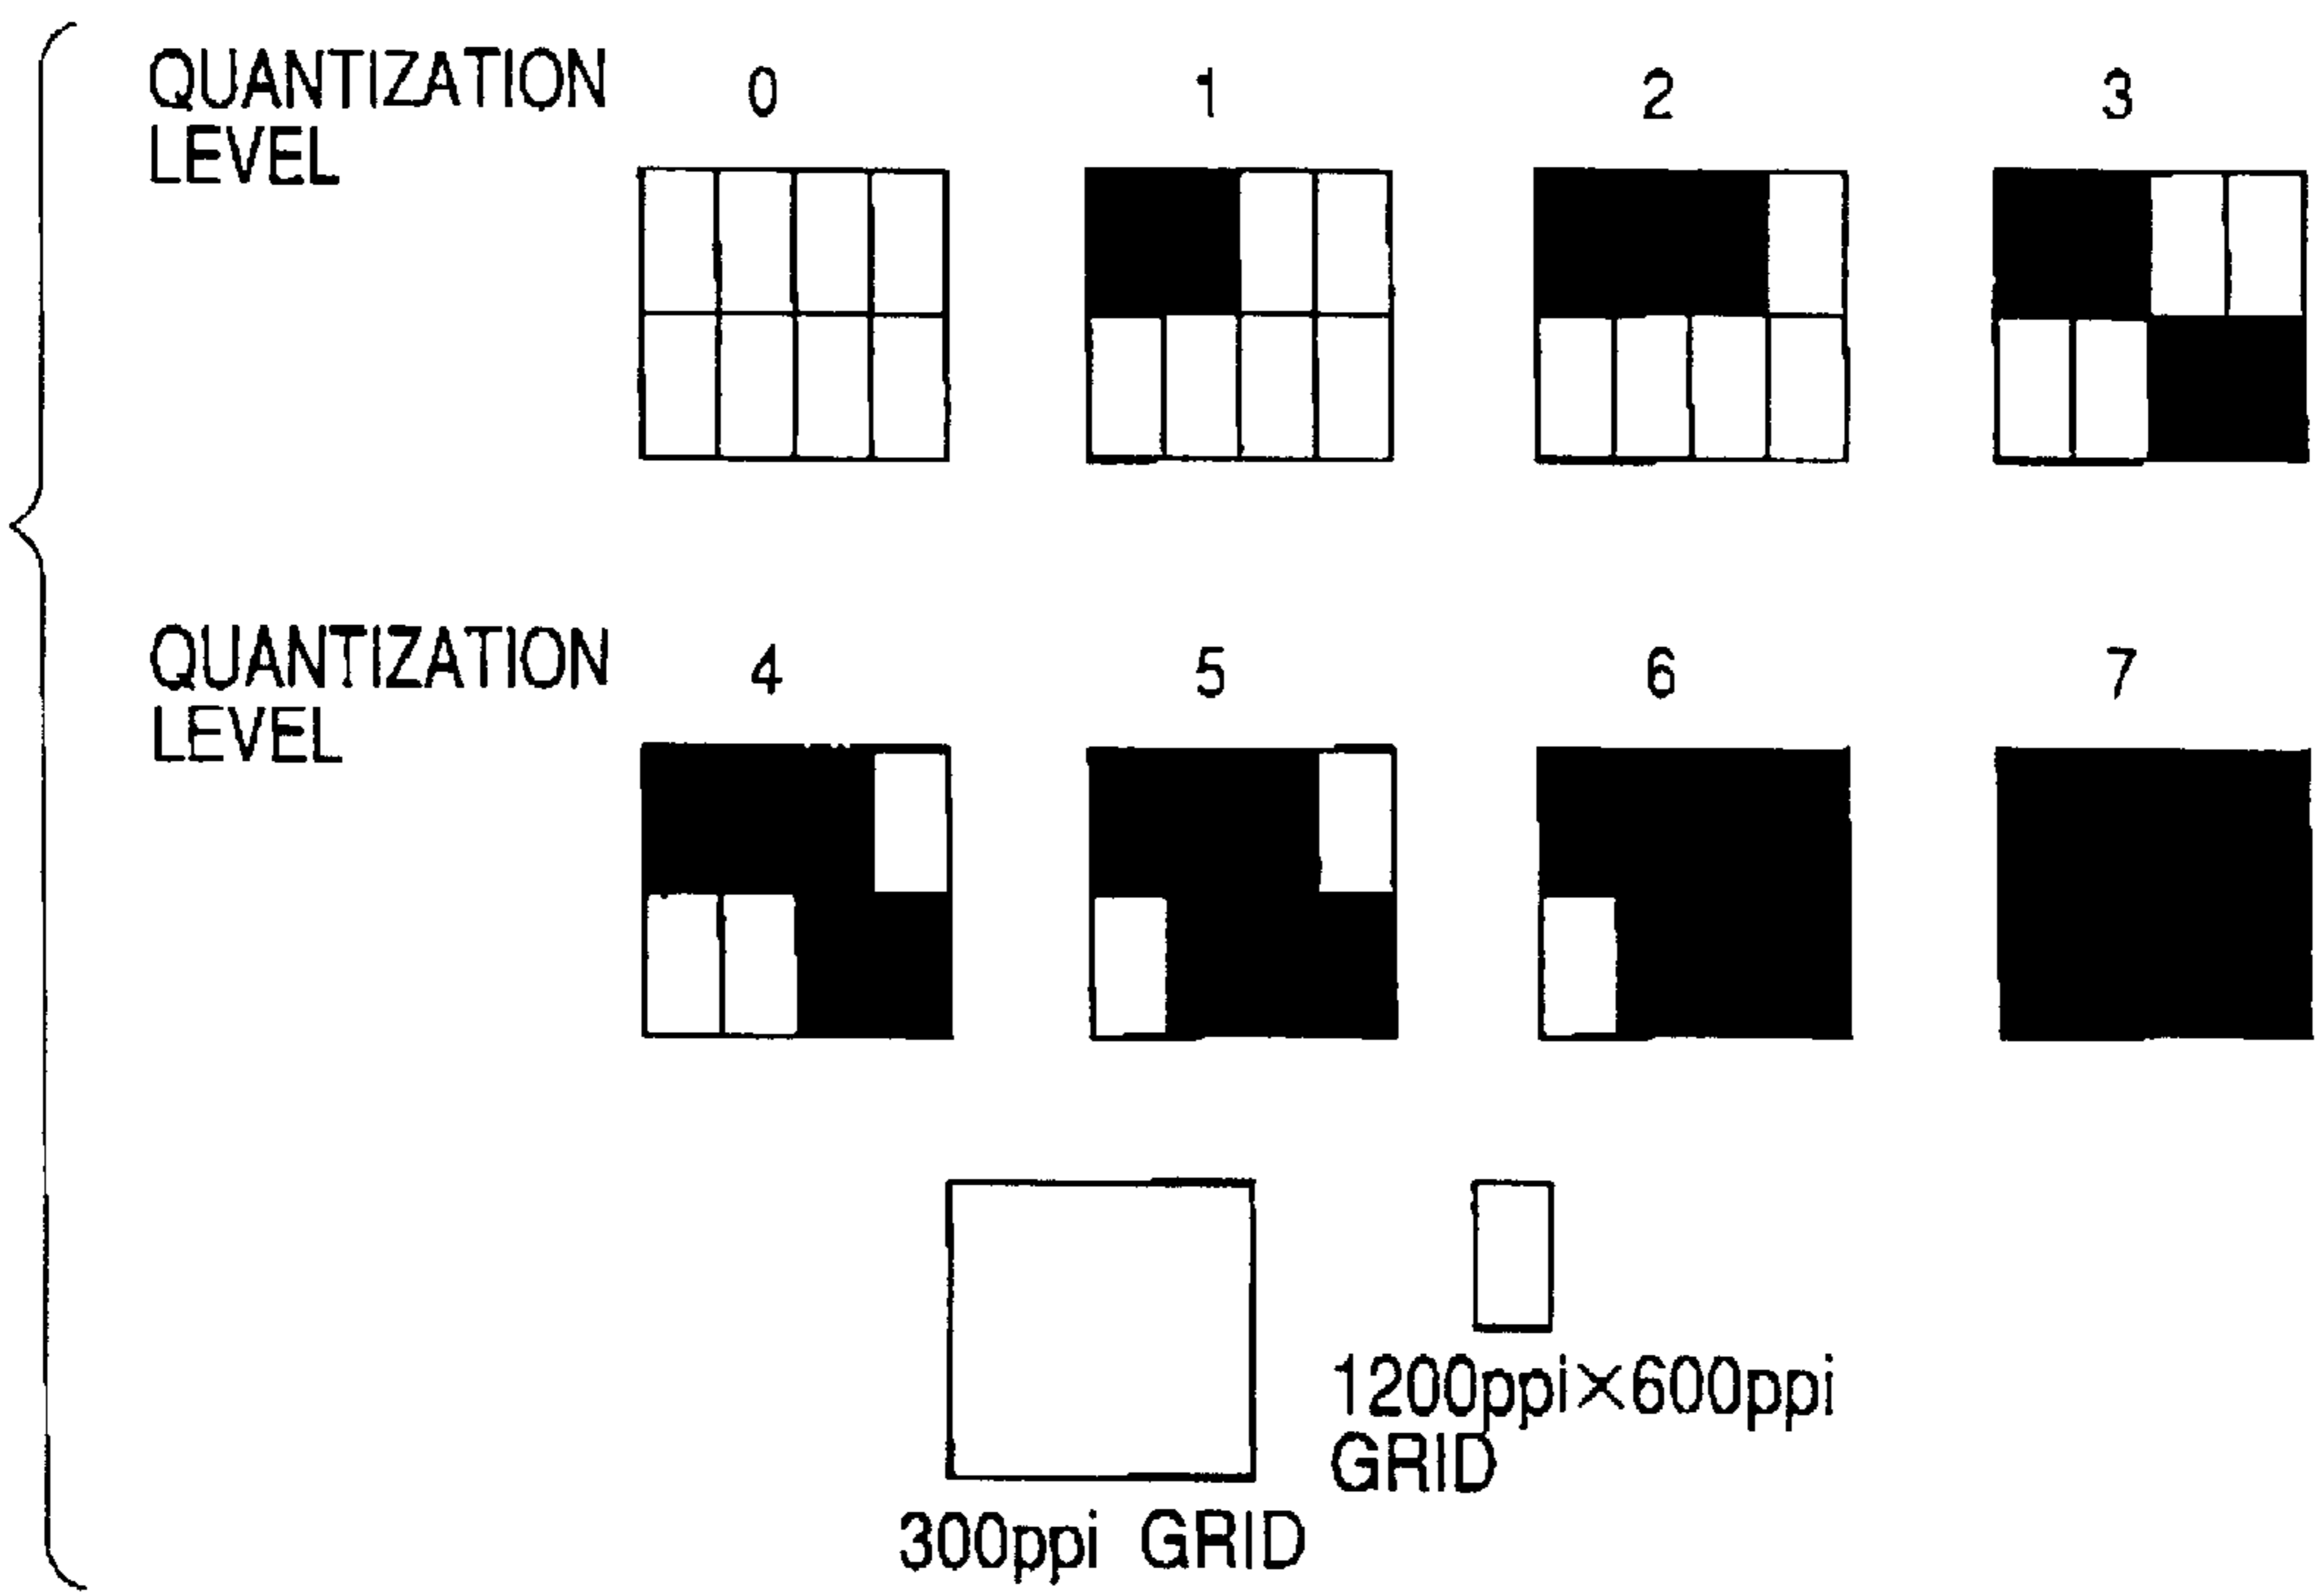 QUANTIZATION LEVEL 0 1 2 3
QUANTIZATION LEVEL 4 5 6 7
1200ppi×600ppi
GRID
300ppi GRID